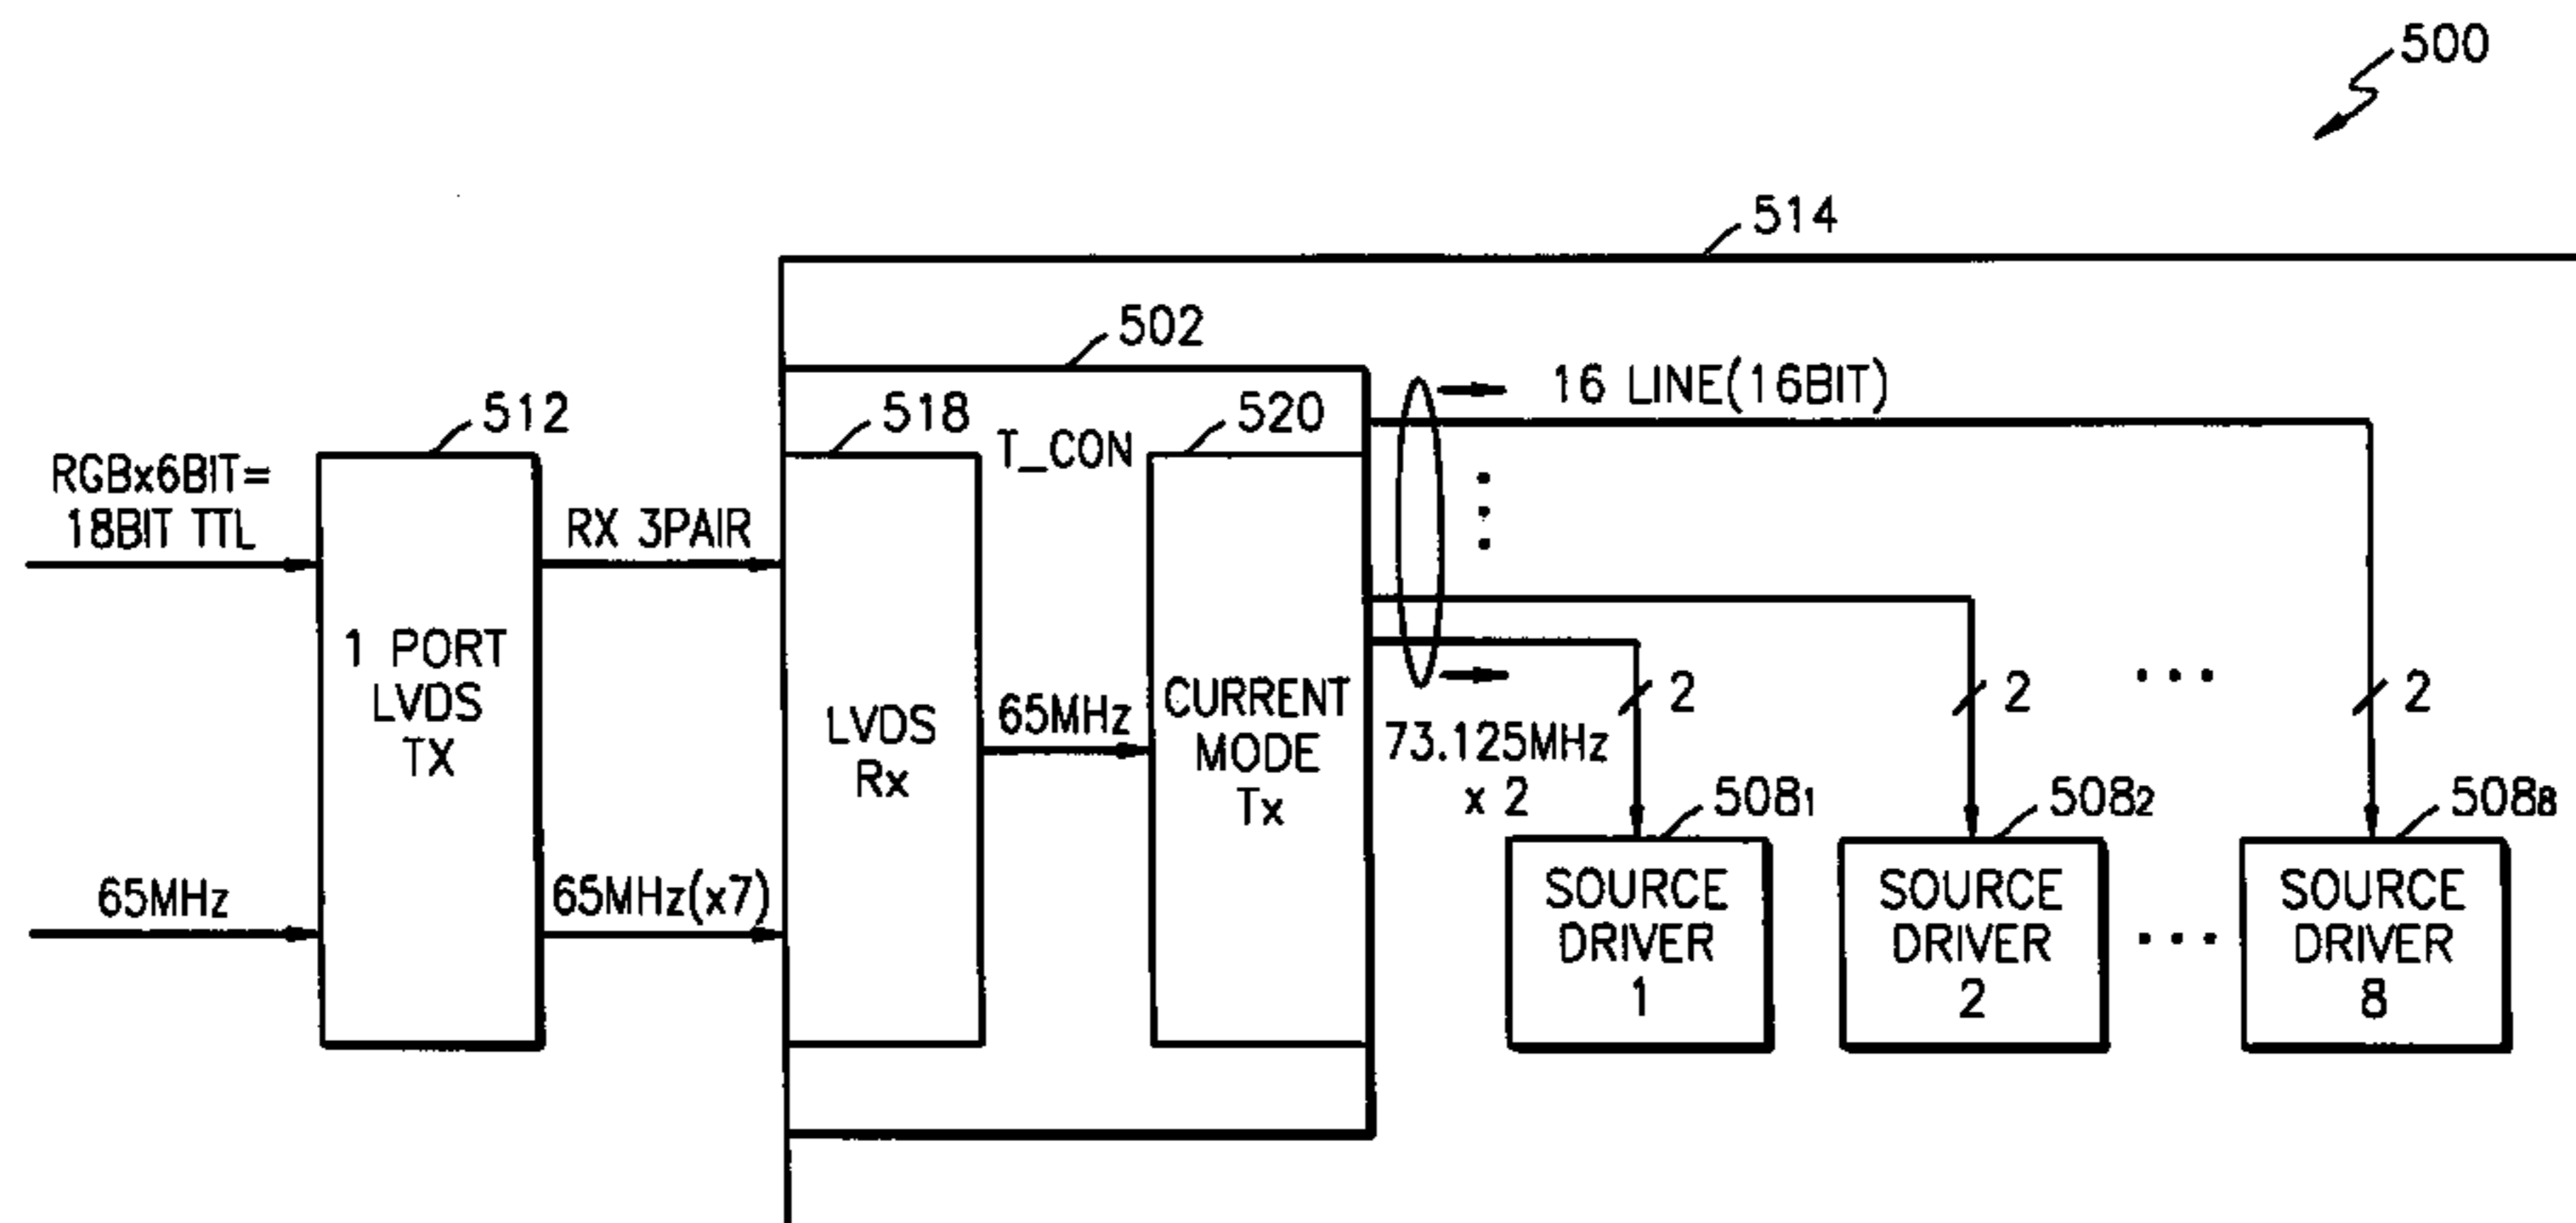 500
514
502
16 LINE(16BIT)
512
518
520
T_CON
RGBx6BIT=
18BIT TTL
RX 3PAIR
1 PORT
LVDS
TX
65MHz
65MHz(x7)
LVDS
Rx
65MHz
CURRENT
MODE
Tx
73.125MHz
x 2
2
2
2
5081
5082
5088
SOURCE
DRIVER
1
SOURCE
DRIVER
2
SOURCE
DRIVER
8